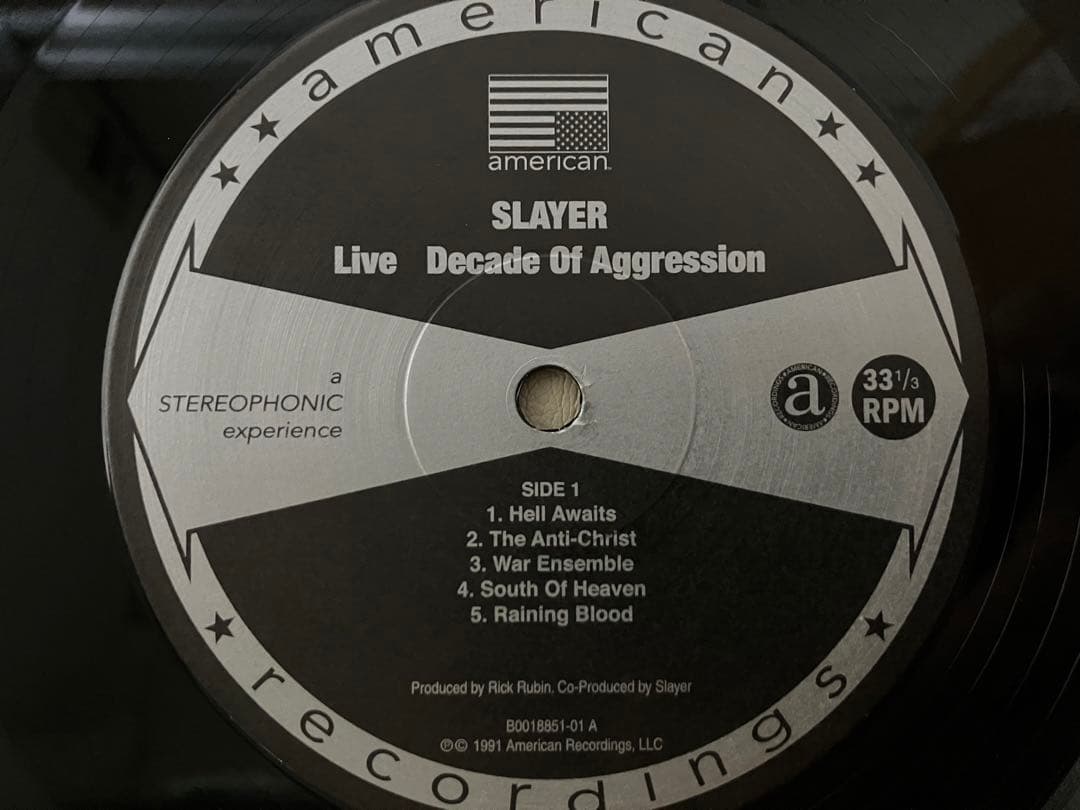 american
american
SLAYER
Live Decade Of Aggression
a
STEREOPHONIC
experience
a
33 1/3
RPM
SIDE 1
1. Hell Awaits
2. The Anti-Christ
3. War Ensemble
4. South Of Heaven
5. Raining Blood
Produced by Rick Rubin. Co-Produced by Slayer
B0018851-01 A
℗© 1991 American Recordings, LLC
recordings